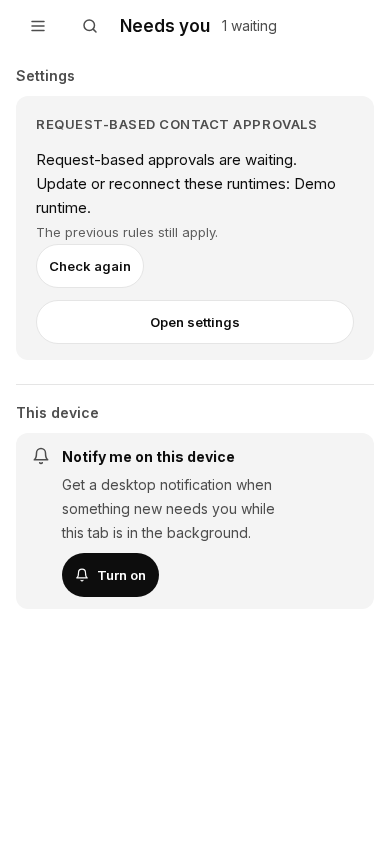 Needs you 1 waiting
Settings
REQUEST-BASED CONTACT APPROVALS
Request-based approvals are waiting.
Update or reconnect these runtimes: Demo
runtime.
The previous rules still apply.
Check again
Open settings
This device
Notify me on this device
Get a desktop notification when
something new needs you while
this tab is in the background.
Turn on